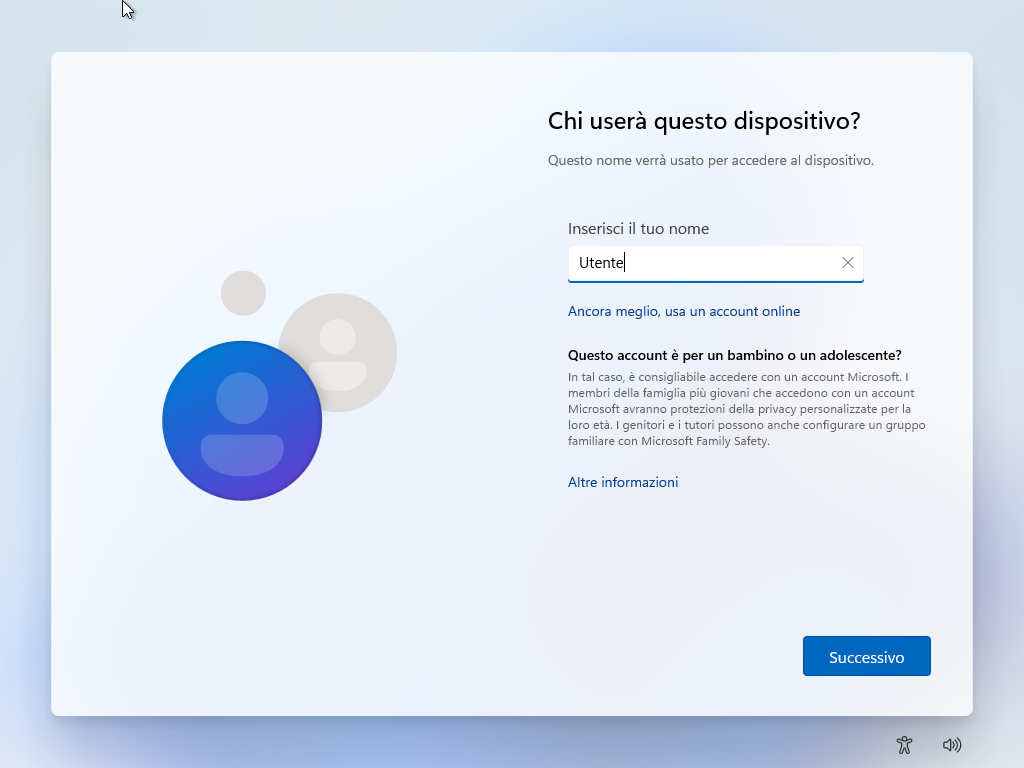 Chi userà questo dispositivo?
Questo nome verrà usato per accedere al dispositivo.
Inserisci il tuo nome
Utente
Ancora meglio, usa un account online
Questo account è per un bambino o un adolescente?
In tal caso, è consigliabile accedere con un account Microsoft. I
membri della famiglia più giovani che accedono con un account
Microsoft avranno protezioni della privacy personalizzate per la
loro età. I genitori e i tutori possono anche configurare un gruppo
familiare con Microsoft Family Safety.
Altre informazioni
Successivo